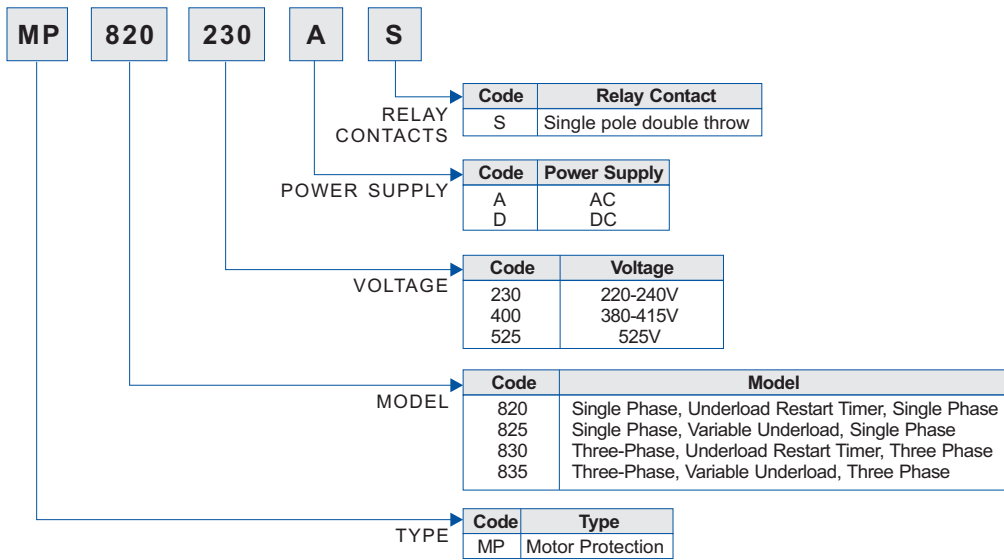 MP 820 230 A S
Code Relay Contact
RELAY
CONTACTS
S Single pole double throw
Code Power Supply
POWER SUPPLY
A AC
D DC
Code Voltage
VOLTAGE
230 220-240V
400 380-415V
525 525V
Code Model
MODEL
820 Single Phase, Underload Restart Timer, Single Phase
825 Single Phase, Variable Underload, Single Phase
830 Three-Phase, Underload Restart Timer, Three Phase
835 Three-Phase, Variable Underload, Three Phase
Code Type
TYPE
MP Motor Protection